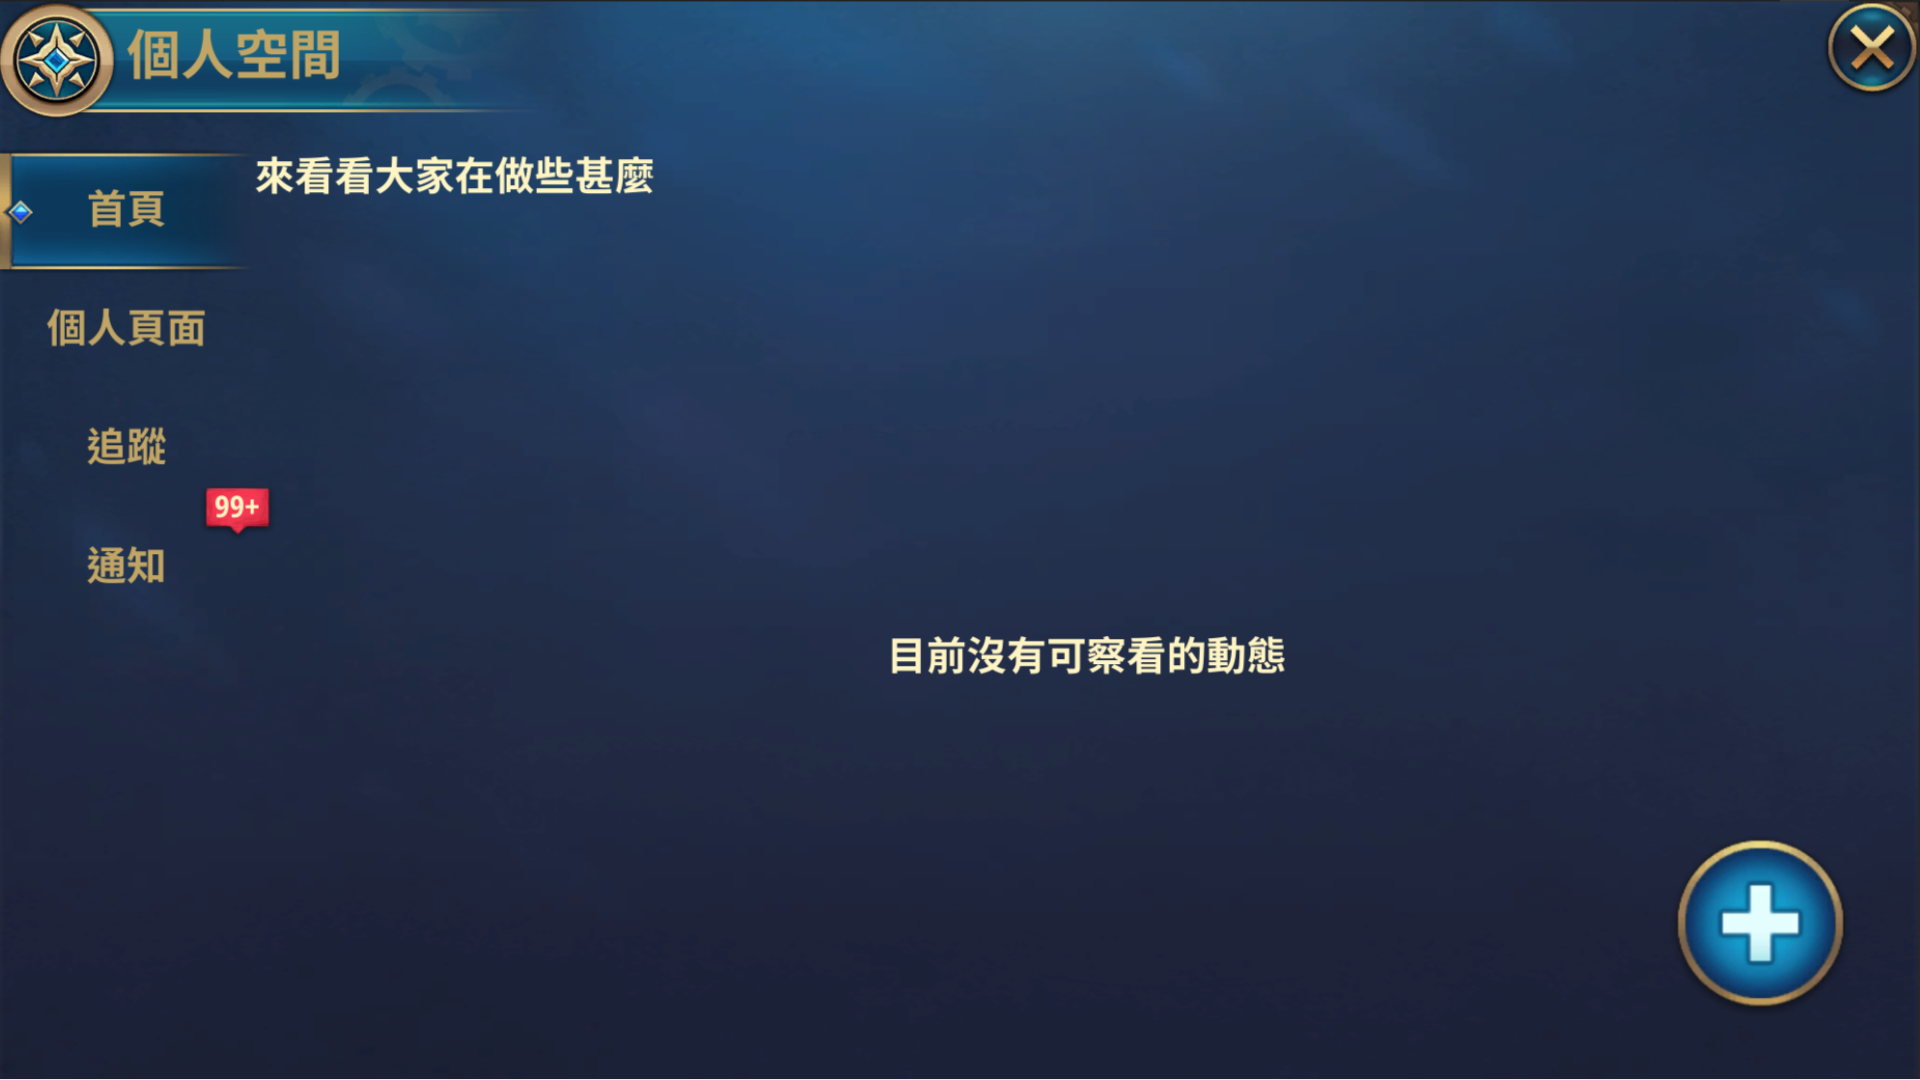 個人空間
來看看大家在做些甚麼
首頁
個人頁面
追蹤
99+
通知
目前沒有可察看的動態